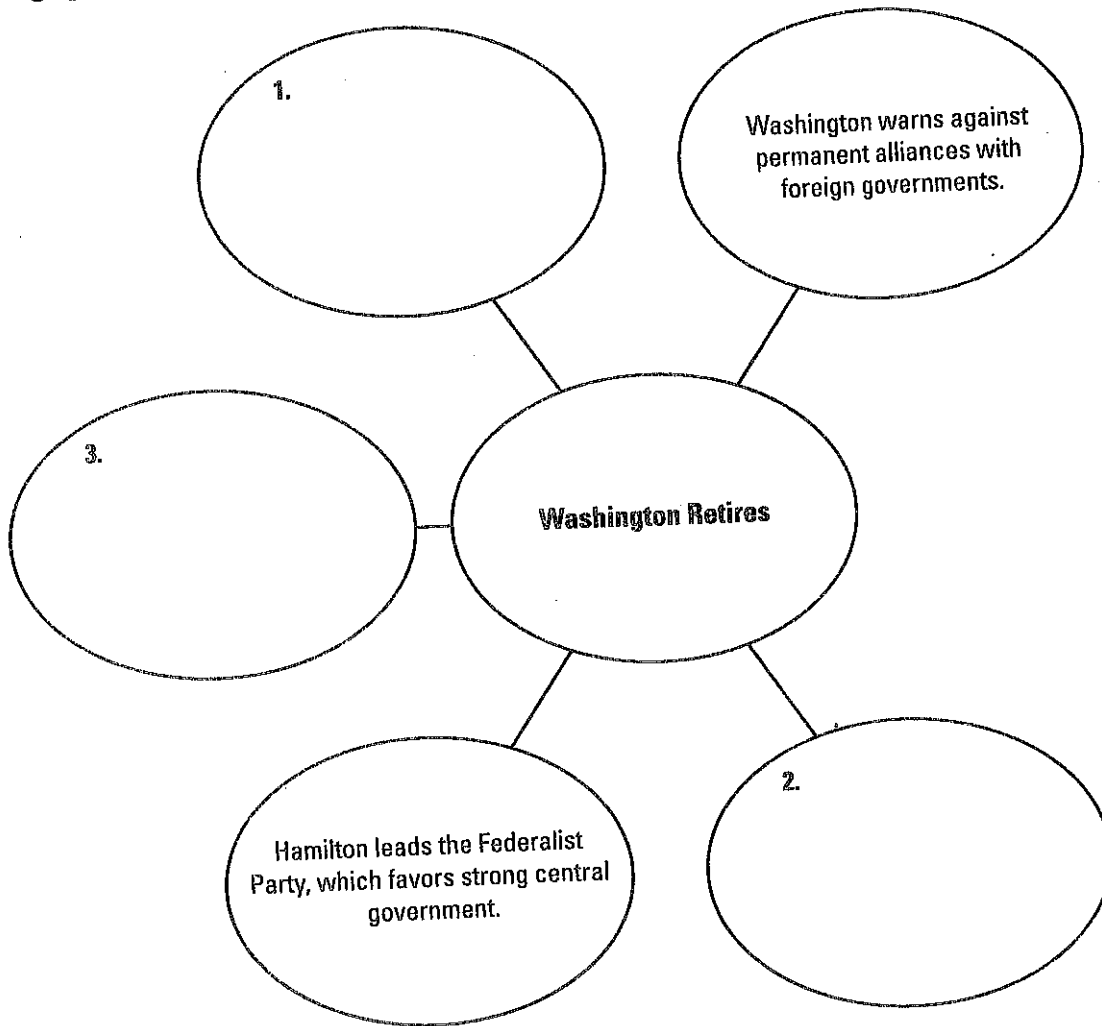 1.
Washington warns against
permanent alliances with
foreign governments.
3.
Washington Retires
Hamilton leads the Federalist
Party, which favors strong central
government.
2.